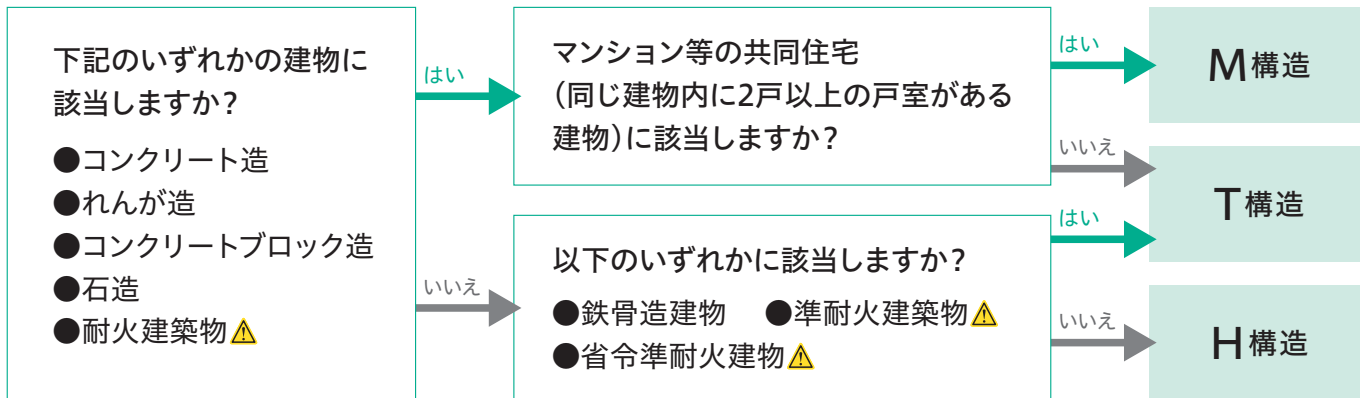 下記のいずれかの建物に
該当しますか？
●コンクリート造
●れんが造
●コンクリートブロック造
●石造
●耐火建築物⚠
はい
いいえ
マンション等の共同住宅
（同じ建物内に2戸以上の戸室がある
建物）に該当しますか？
はい
いいえ
以下のいずれかに該当しますか？
●鉄骨造建物　●準耐火建築物⚠
●省令準耐火建物⚠
はい
いいえ
M構造
T構造
H構造